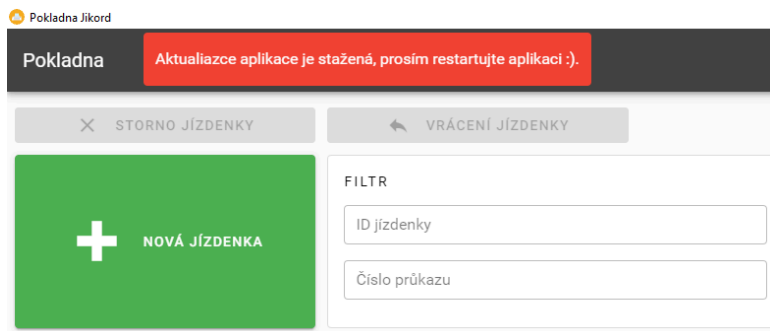 Pokladna Jikord
Pokladna
Aktualiazce aplikace je stažená, prosím restartujte aplikaci :).
STORNO JÍZDENKY
VRÁCENÍ JÍZDENKY
NOVÁ JÍZDENKA
FILTR
ID jízdenky
Číslo průkazu